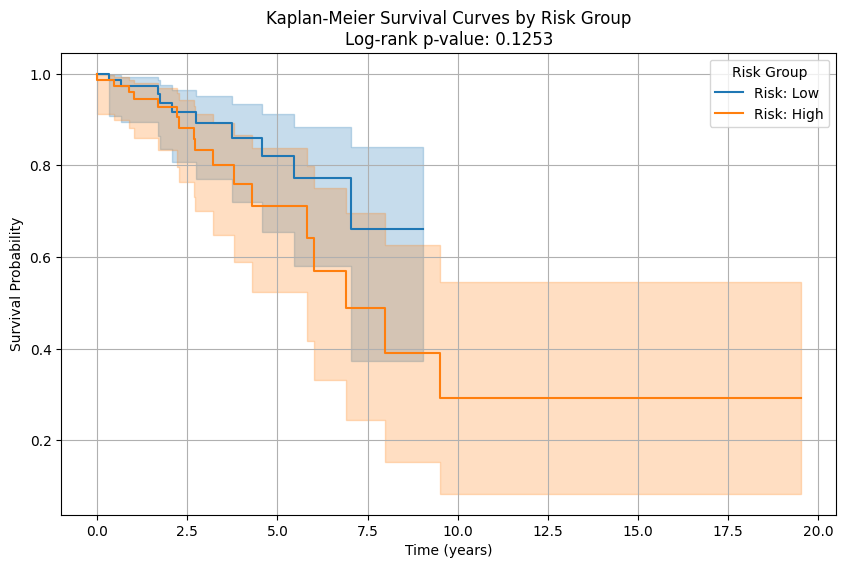 Kaplan-Meier Survival Curves by Risk Group
Log-rank p-value: 0.1253
Risk Group
Risk: Low
Risk: High
Survival Probability
1.0
0.8
0.6
0.4
0.2
0.0 2.5 5.0 7.5 10.0 12.5 15.0 17.5 20.0
Time (years)